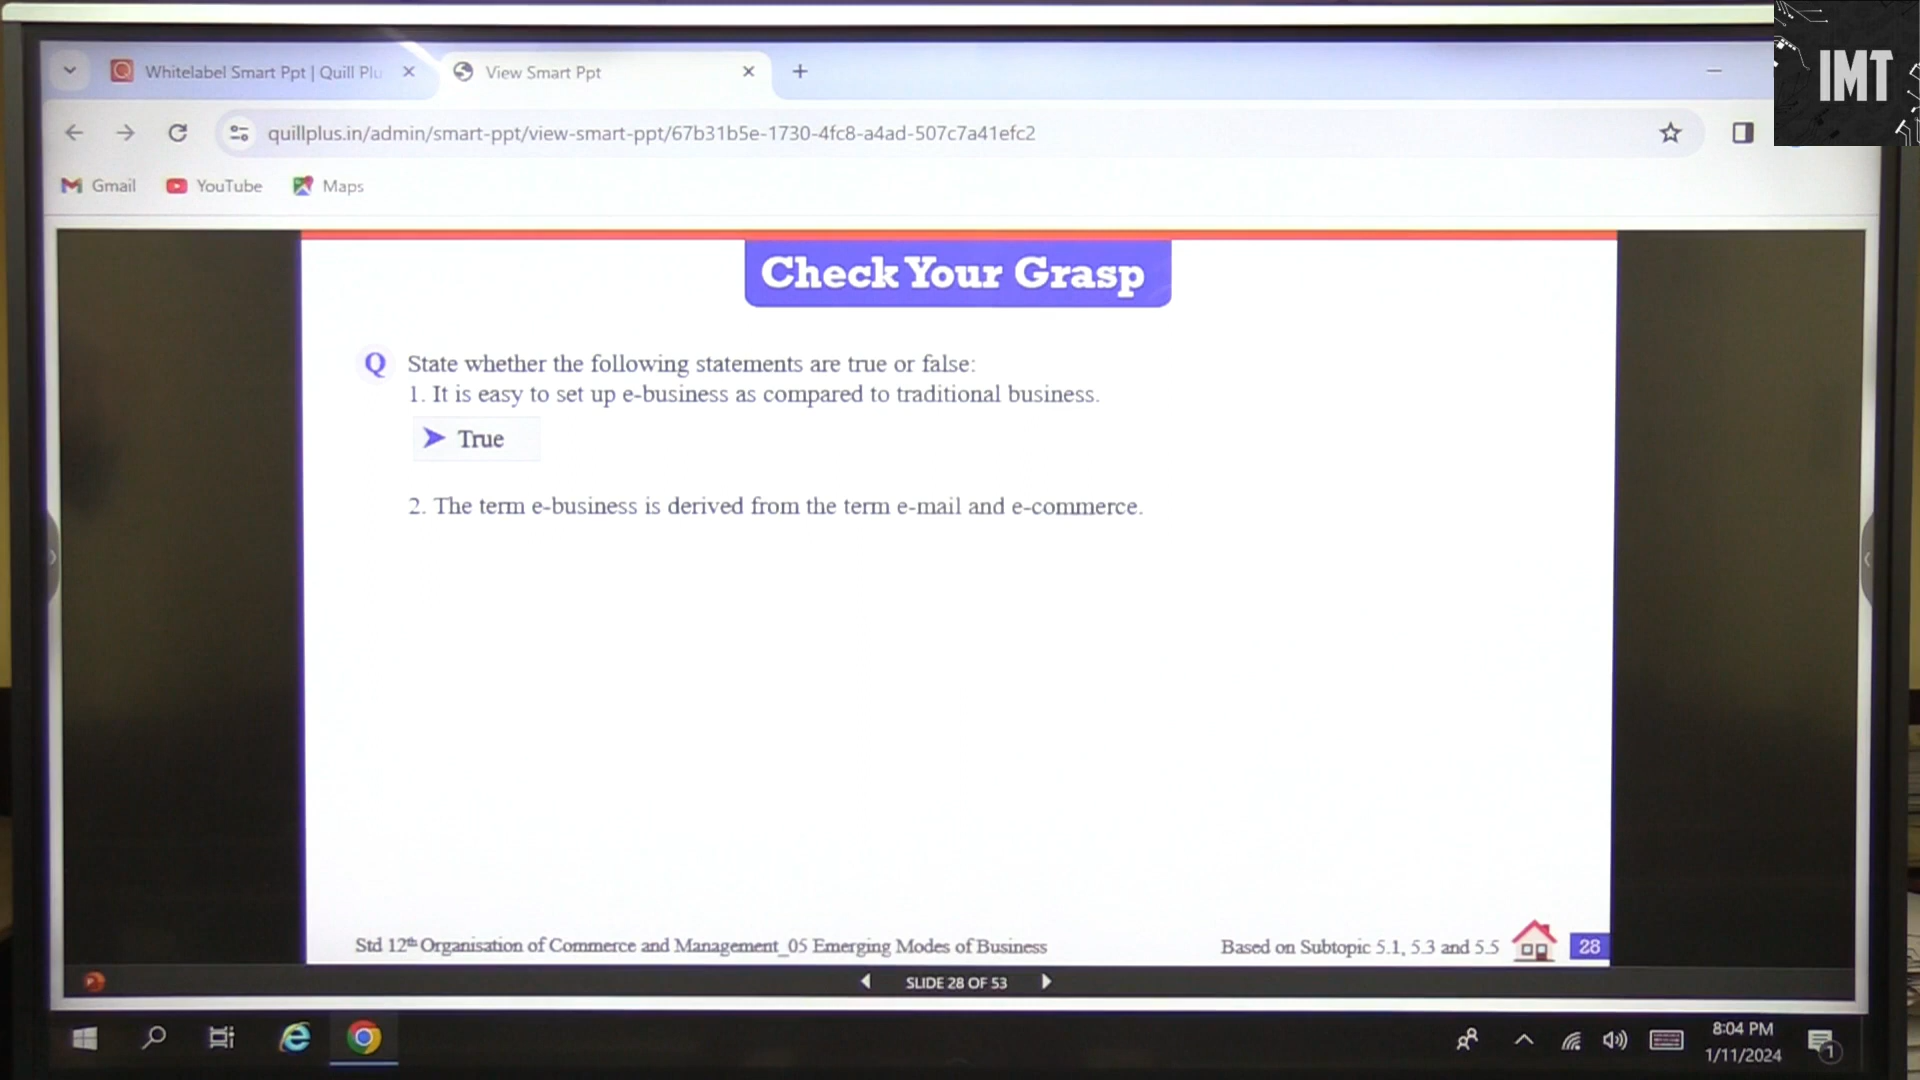 IMT
Whitelabel Smart Ppt | Quill Plu
View Smart Ppt
quillplus.in/admin/smart-ppt/view-smart-ppt/67b31b5e-1730-4fc8-a4ad-507c7a41efc2
Gmail
YouTube
Maps
Check Your Grasp
Q State whether the following statements are true or false:
1. It is easy to set up e-business as compared to traditional business.
➤ True
2. The term e-business is derived from the term e-mail and e-commerce.
Std 12th Organisation of Commerce and Management_05 Emerging Modes of Business
Based on Subtopic 5.1, 5.3 and 5.5
28
SLIDE 28 OF 53
8:04 PM
1/11/2024
1